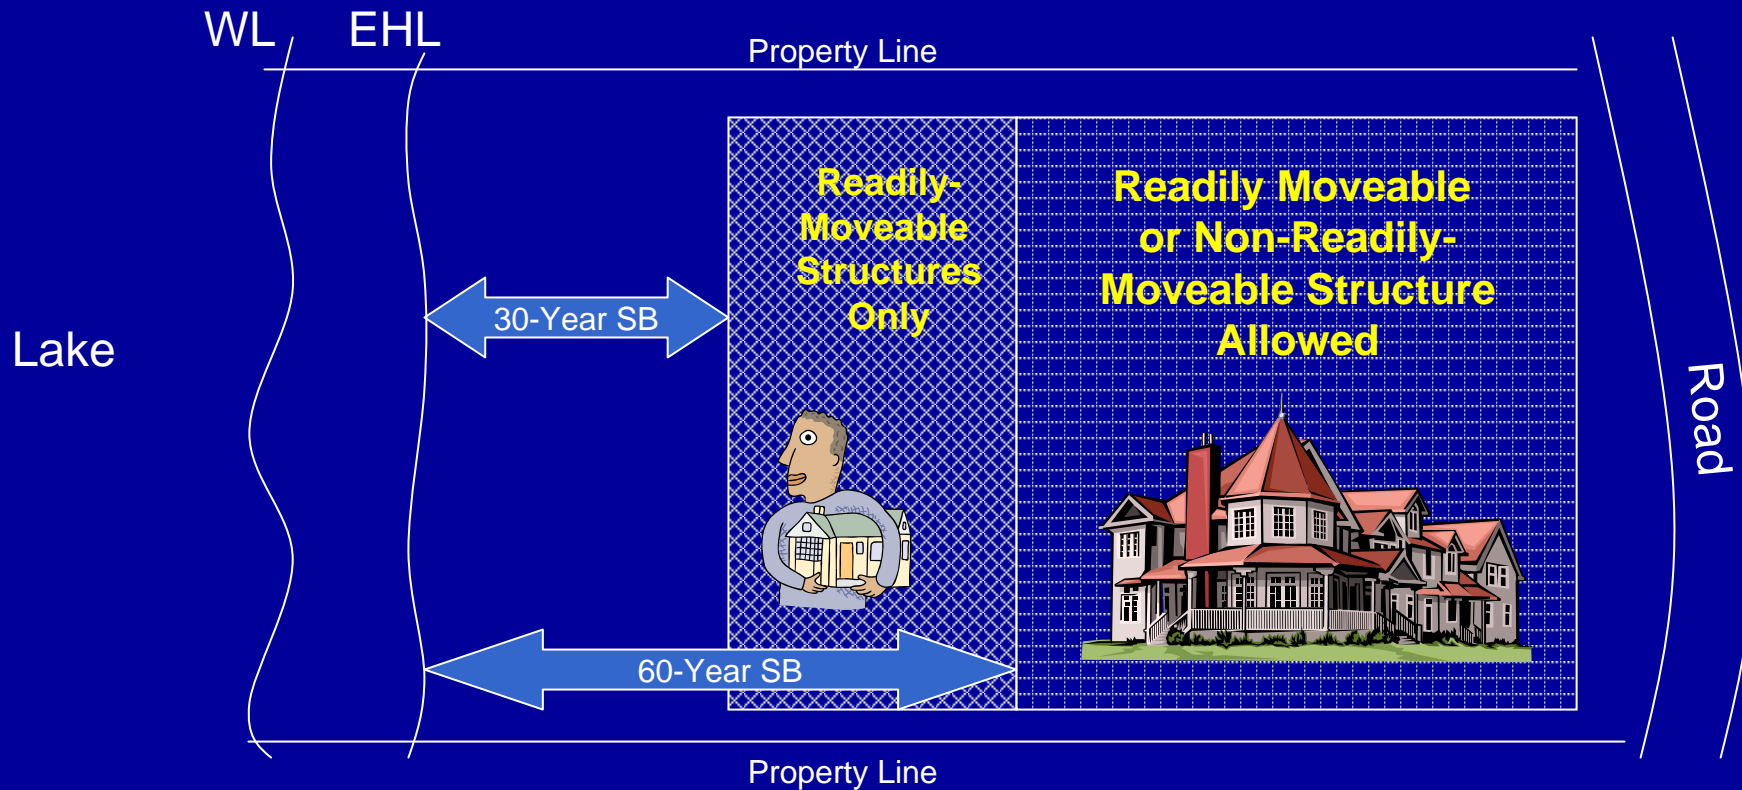 WL
EHL
Property Line
Readily-
Moveable
Structures
Only
Readily Moveable
or Non-Readily-
Moveable Structure
Allowed
30-Year SB
Lake
Road
60-Year SB
Property Line